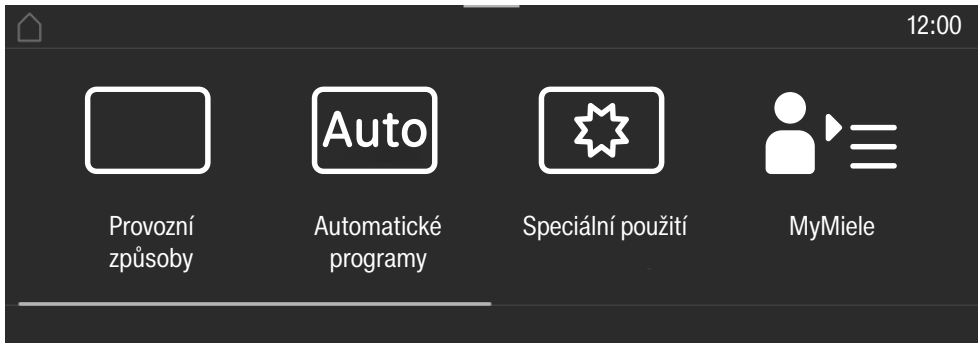 12:00
Auto
Provozní
způsoby
Automatické
programy
Speciální použití
MyMiele